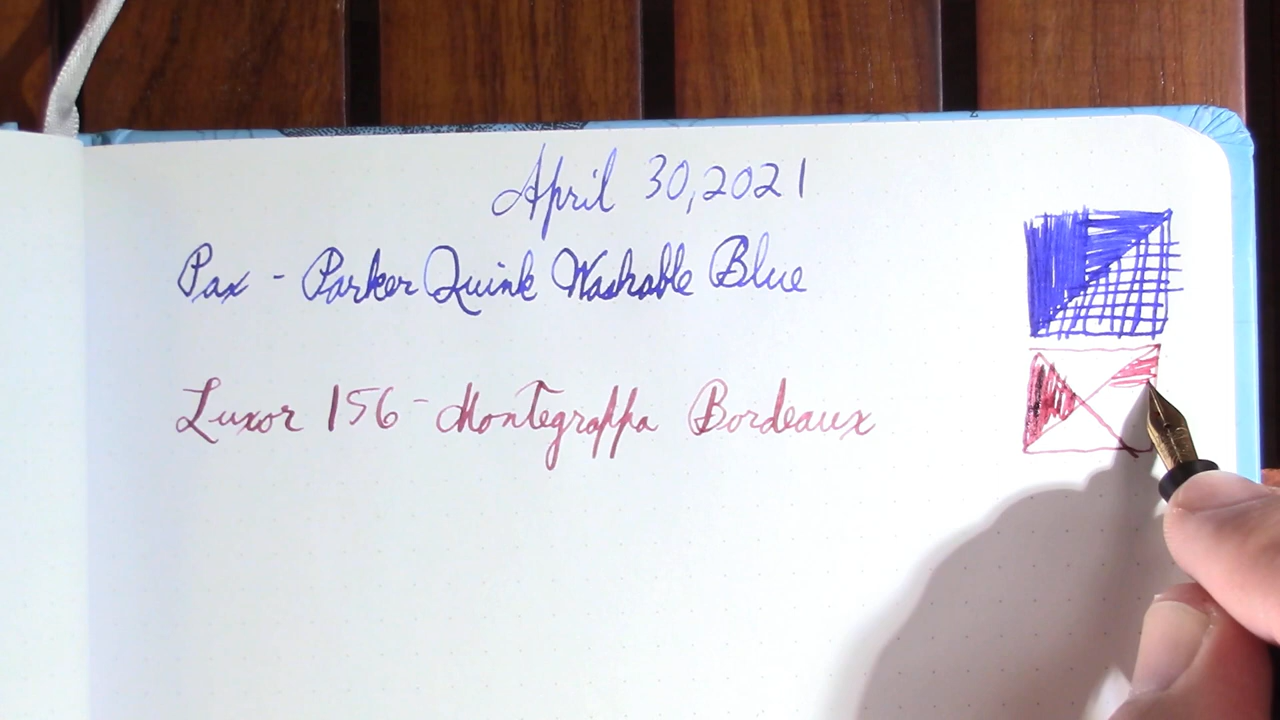 April 30, 2021
Pax - Parker Quink Washable Blue
Luxor 156 - Montegrappa Bordeaux